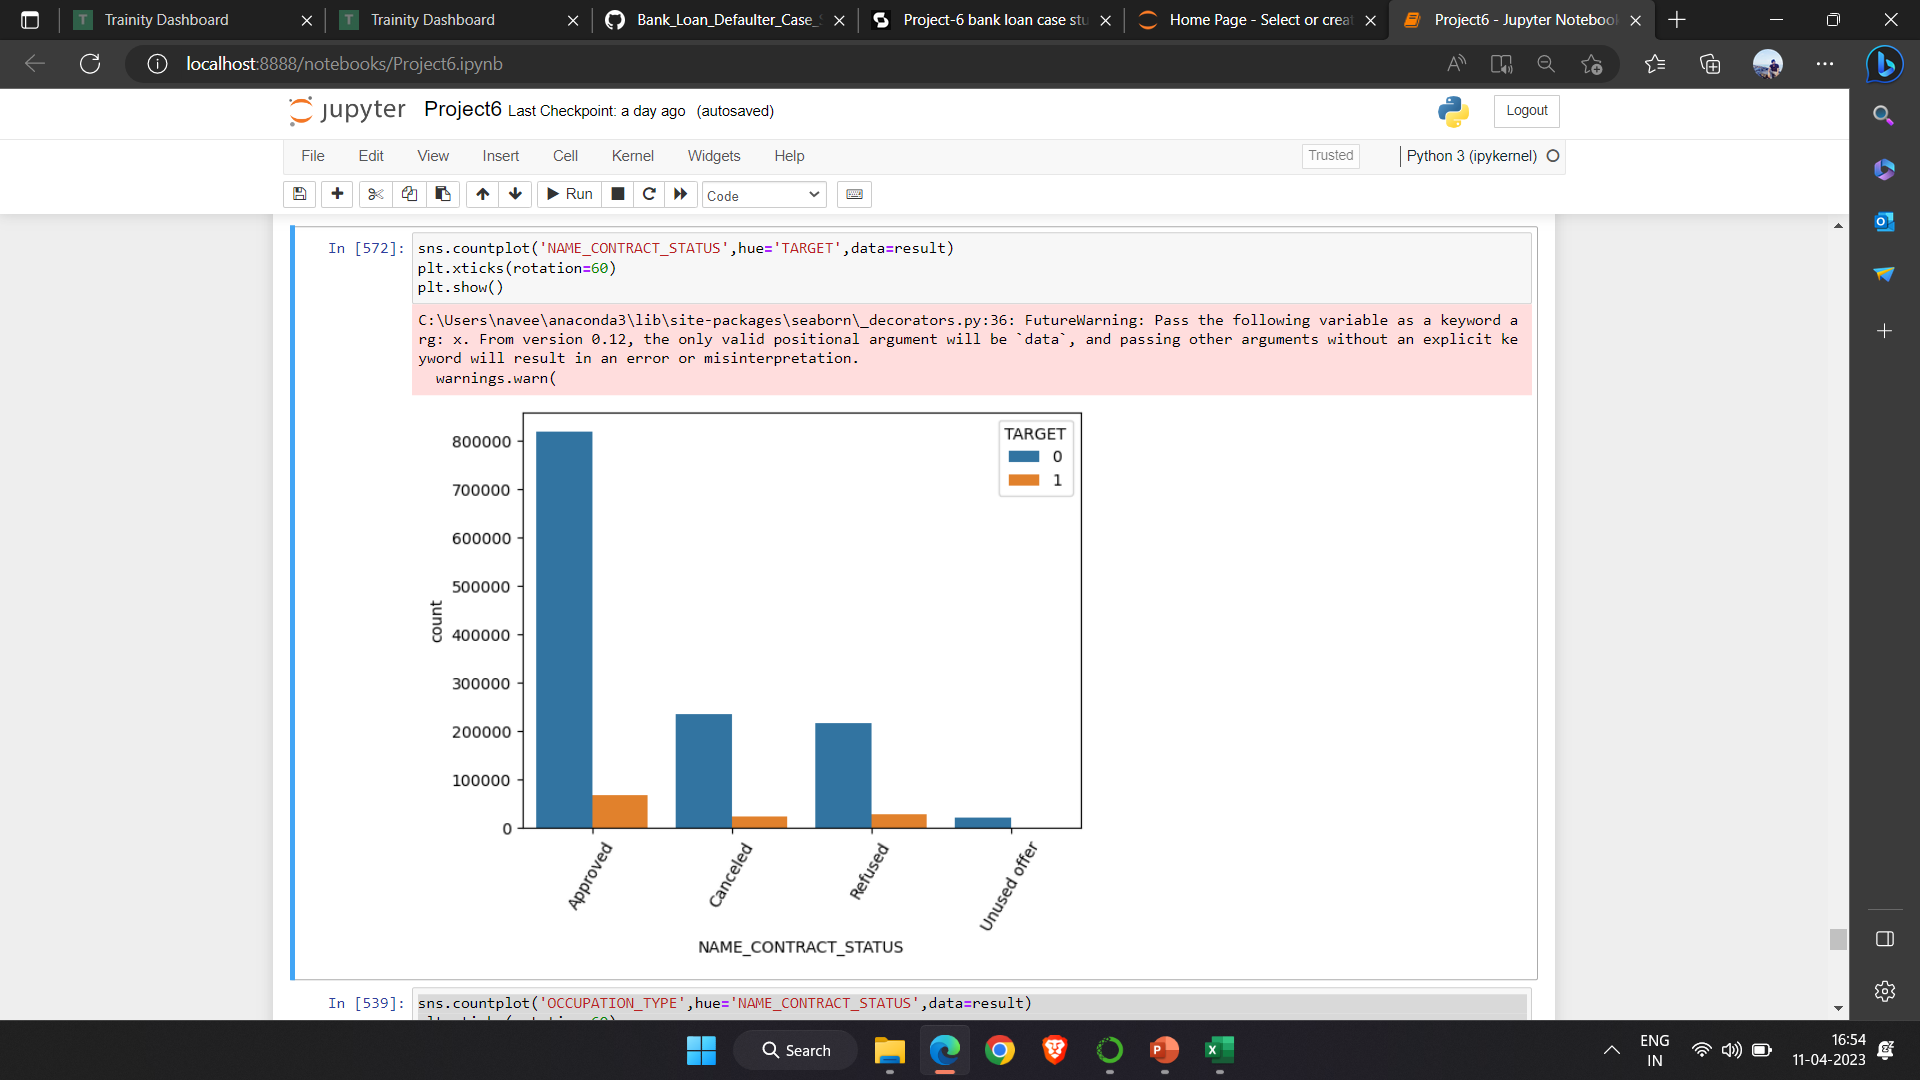 Trainity Dashboard
Trainity Dashboard
Bank_Loan_Defaulter_Case_
Project-6 bank loan case stu
Home Page - Select or creat
Project6 - Jupyter Notebook
localhost:8888/notebooks/Project6.ipynb
jupyter Project6 Last Checkpoint: a day ago (autosaved)
Logout
File Edit View Insert Cell Kernel Widgets Help
Trusted
Python 3 (ipykernel)
Run
Code
In [572]:
sns.countplot('NAME_CONTRACT_STATUS',hue='TARGET',data=result)
plt.xticks(rotation=60)
plt.show()
C:\Users\navee\anaconda3\lib\site-packages\seaborn\_decorators.py:36: FutureWarning: Pass the following variable as a keyword a
rg: x. From version 0.12, the only valid positional argument will be `data`, and passing other arguments without an explicit ke
yword will result in an error or misinterpretation.
warnings.warn(
TARGET
0
1
800000
700000
600000
500000
400000
300000
200000
100000
0
count
Approved
Canceled
Refused
Unused offer
NAME_CONTRACT_STATUS
In [539]:
sns.countplot('OCCUPATION_TYPE',hue='NAME_CONTRACT_STATUS',data=result)
Search
ENG
IN
16:54
11-04-2023